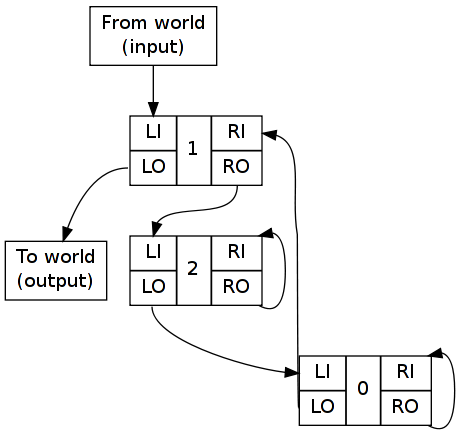 From world
(input)
LI
RI
1
LO
RO
To world
(output)
LI
RI
2
LO
RO
LI
RI
0
LO
RO